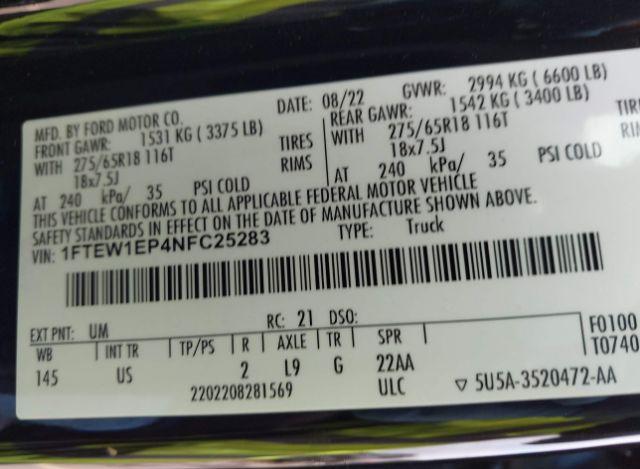 MFD. BY FORD MOTOR CO.
DATE: 08/22 GVWR: 2994 KG ( 6600 LB)
FRONT GAWR: 1531 KG ( 3375 LB) REAR GAWR: 1542 KG ( 3400 LB)
WITH 275/65R18 116T TIRES WITH 275/65R18 116T TIRE
18x7.5J RIMS 18x7.5J RIM
AT 240 kPa/ 35 PSI COLD AT 240 kPa/ 35 PSI COLD
THIS VEHICLE CONFORMS TO ALL APPLICABLE FEDERAL MOTOR VEHICLE
SAFETY STANDARDS IN EFFECT ON THE DATE OF MANUFACTURE SHOWN ABOVE.
VIN: 1FTEW1EP4NFC25283 TYPE: Truck
EXT PNT: UM RC: 21 DSO:
WB INT TR TP/PS R AXLE TR SPR F0100
145 US 2 L9 G 22AA T0740
2202208281569 ULC 5U5A-3520472-AA